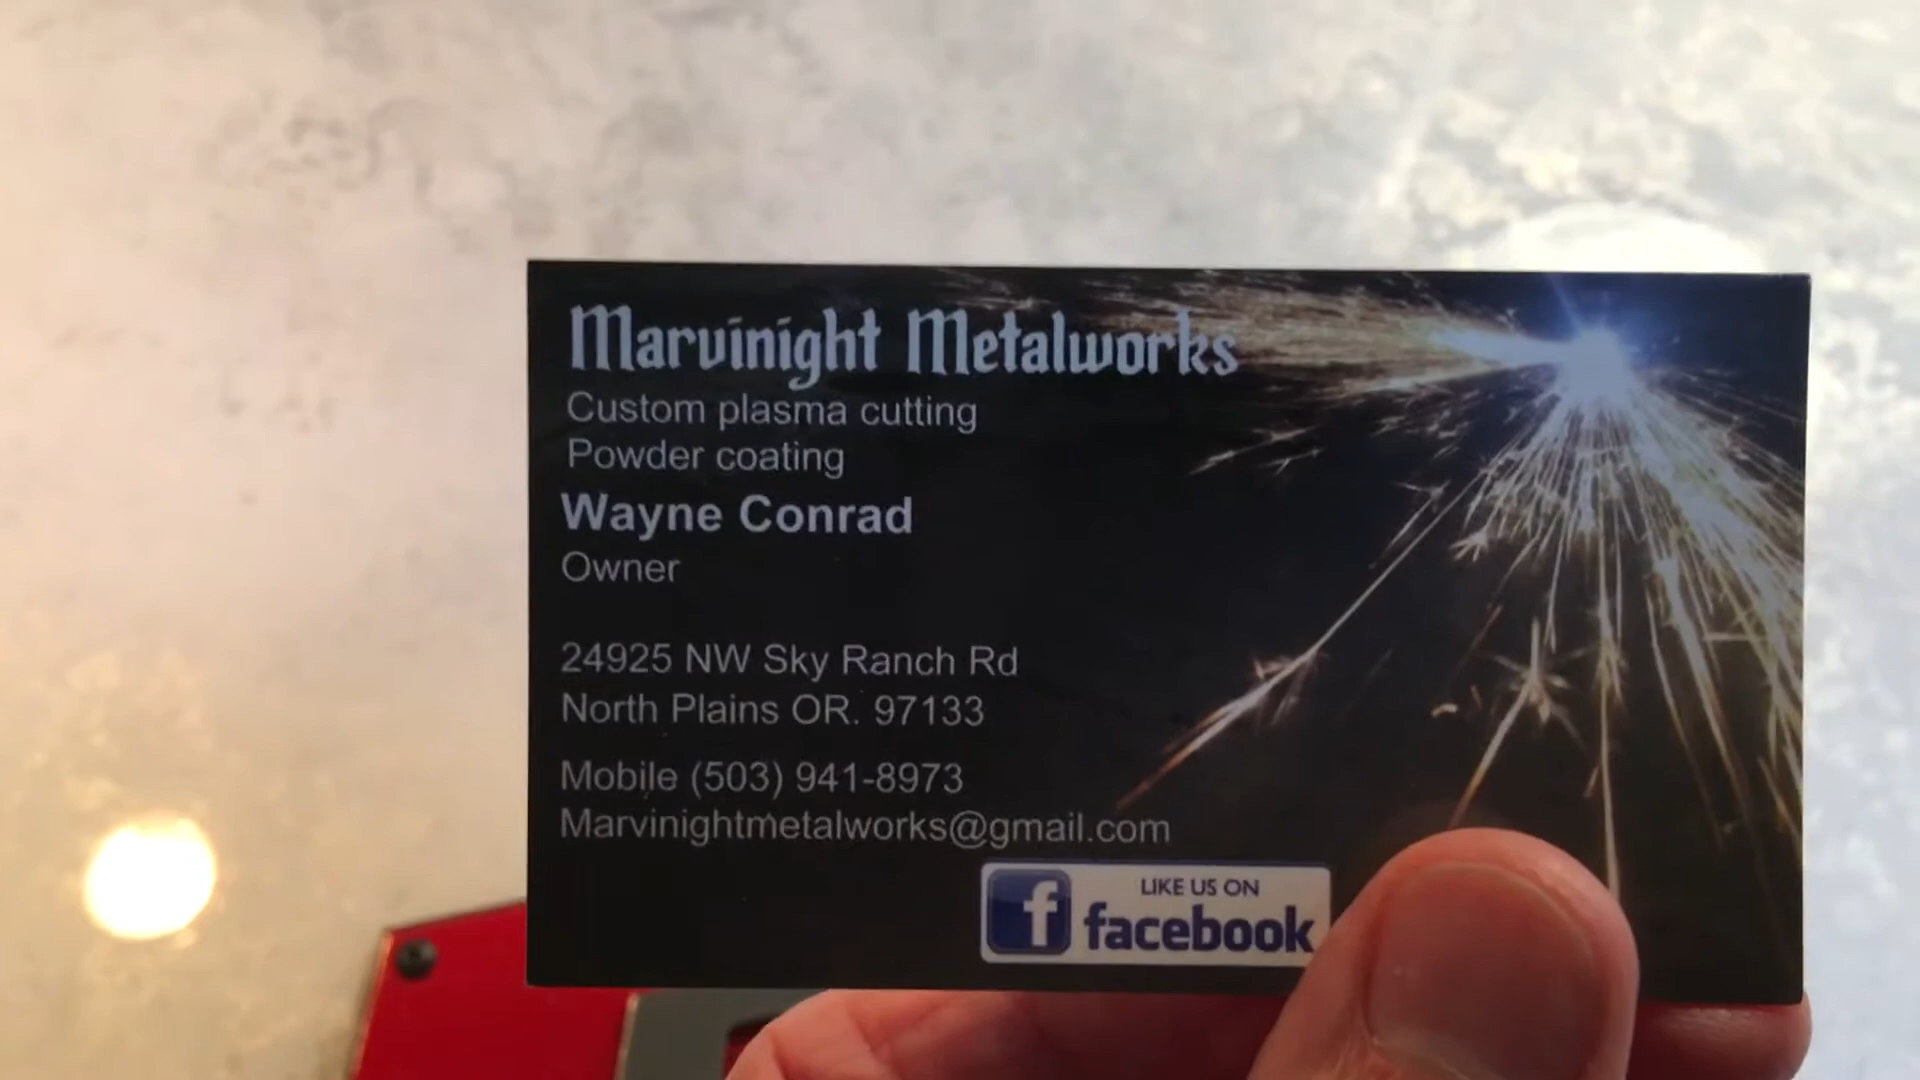 Marvinight Metalworks
Custom plasma cutting
Powder coating
Wayne Conrad
Owner
24925 NW Sky Ranch Rd
North Plains OR. 97133
Mobile (503) 941-8973
Marvinightmetalworks@gmail.com
f
LIKE US ON
facebook